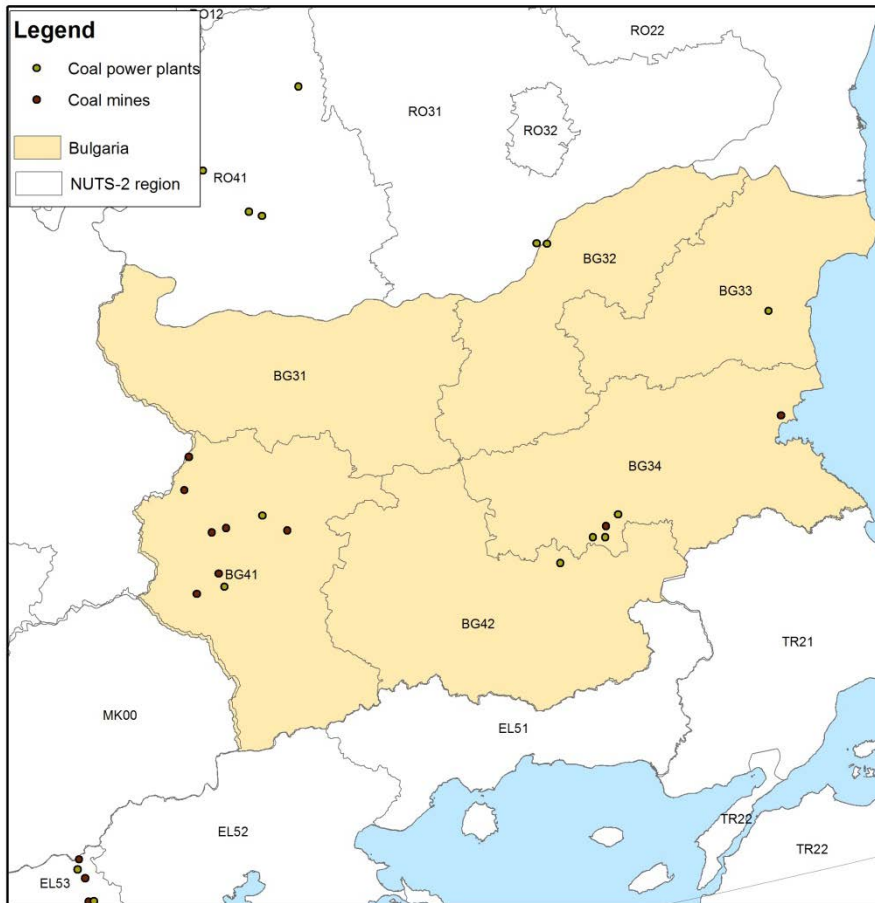 RO12
Legend
Coal power plants
Coal mines
Bulgaria
NUTS-2 region
RO22
RO31
RO32
RO41
BG32
BG33
BG31
BG34
BG41
BG42
TR21
MK00
EL51
TR22
EL52
TR22
EL53